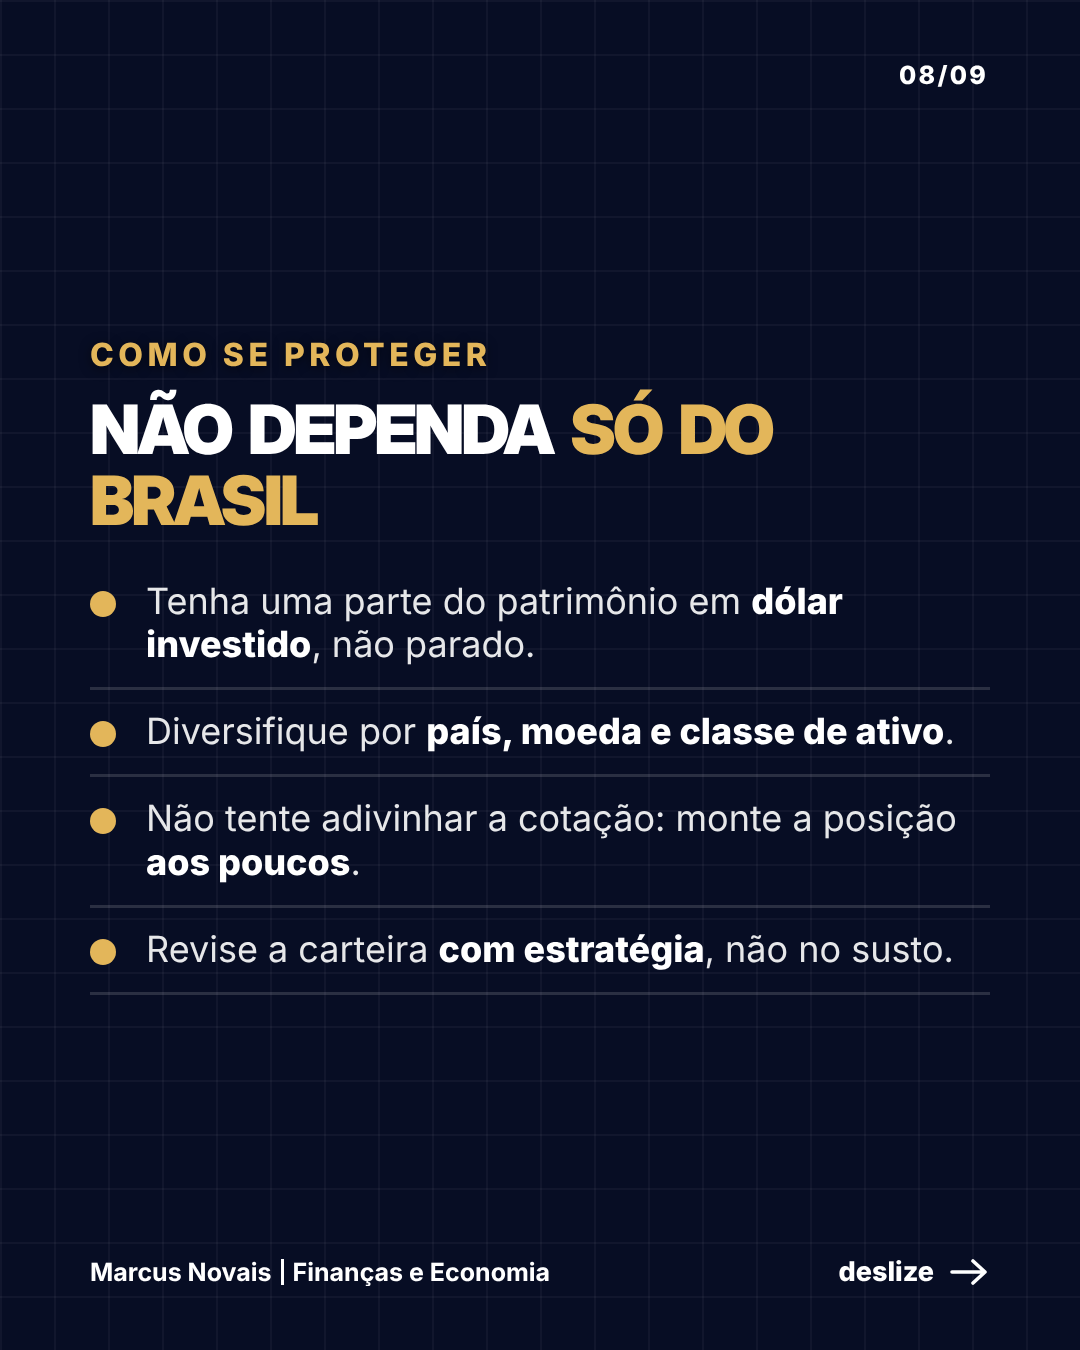 08/09
COMO SE PROTEGER
NÃO DEPENDA SÓ DO
BRASIL
Tenha uma parte do patrimônio em dólar
investido, não parado.
Diversifique por país, moeda e classe de ativo.
Não tente adivinhar a cotação: monte a posição
aos poucos.
Revise a carteira com estratégia, não no susto.
Marcus Novais | Finanças e Economia
deslize →